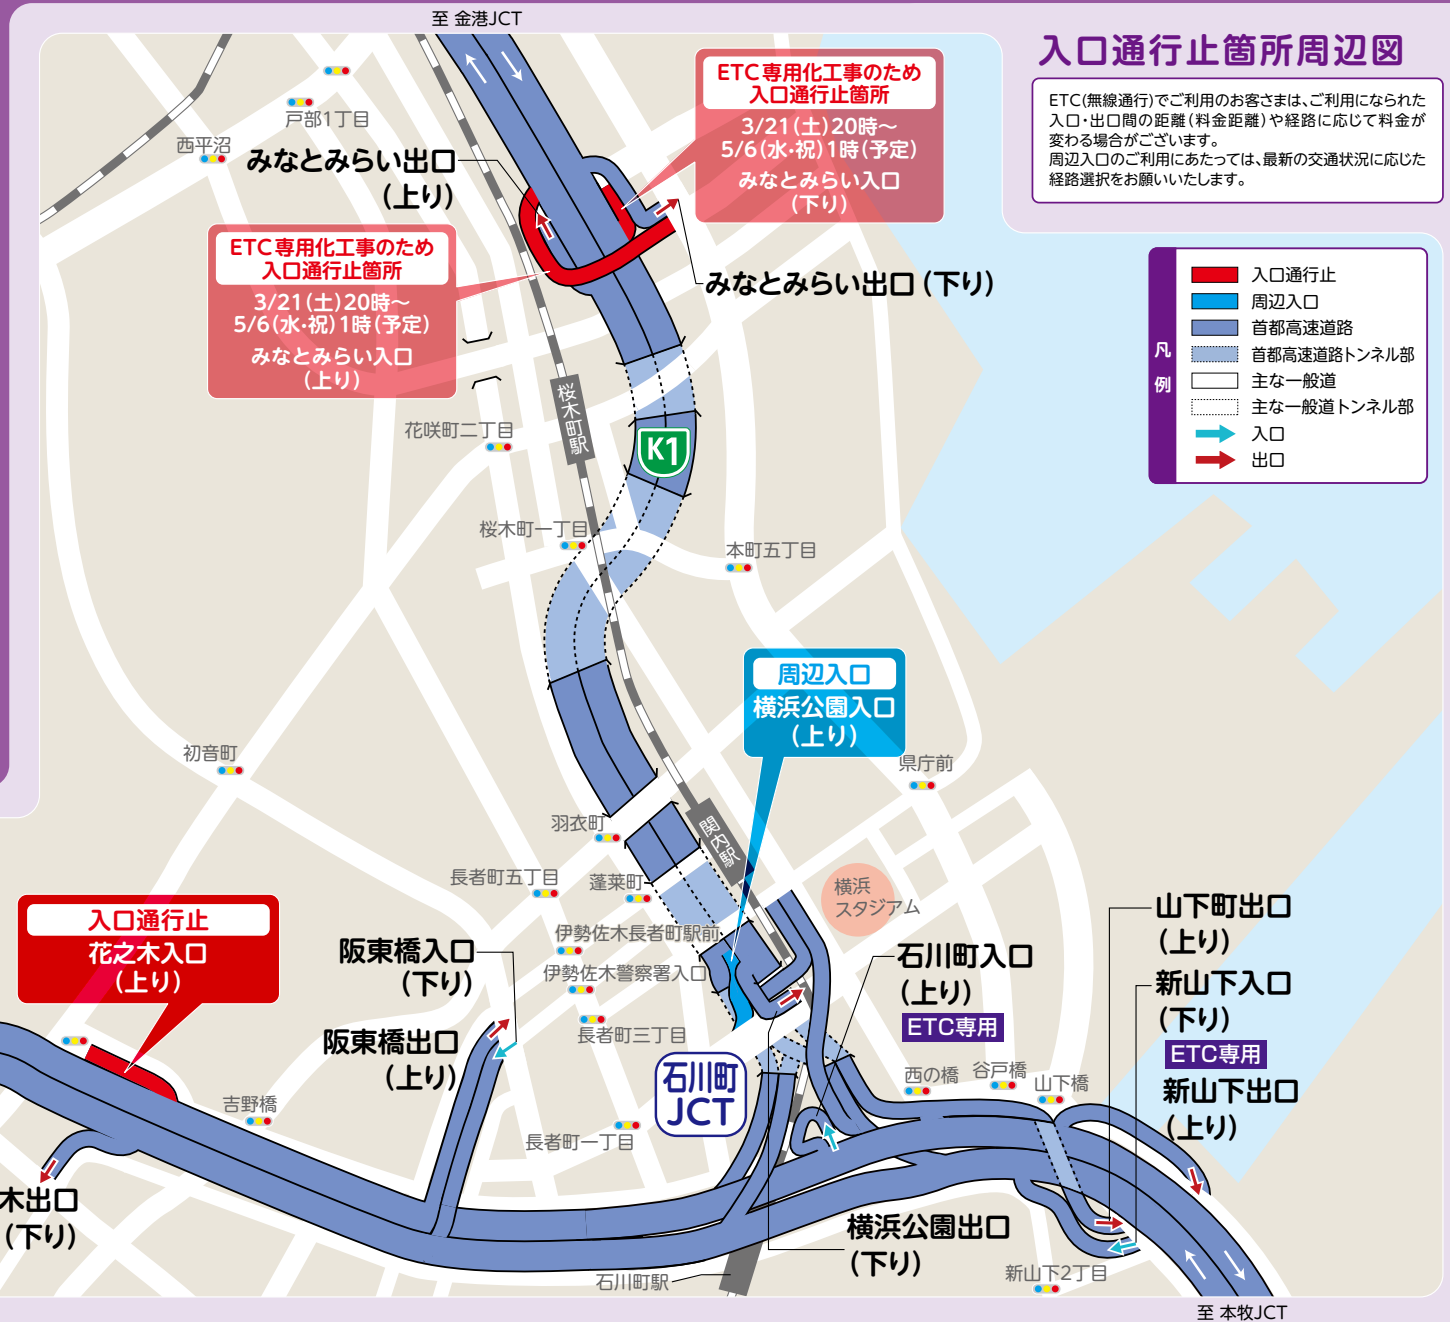 至 金港JCT
入口通行止箇所周辺図
ETC(無線通行)でご利用のお客さまは、ご利用になられた
入口・出口間の距離(料金距離)や経路に応じて料金が
変わる場合がございます。
周辺入口のご利用にあたっては、最新の交通状況に応じた
経路選択をお願いいたします。
凡例
入口通行止
周辺入口
首都高速道路
首都高速道路トンネル部
主な一般道
主な一般道トンネル部
入口
出口
ETC専用化工事のため
入口通行止箇所
3/21(土)20時～
5/6(水・祝)1時(予定)
みなとみらい入口
(下り)
戸部1丁目
西平沼
みなとみらい出口
(上り)
ETC専用化工事のため
入口通行止箇所
3/21(土)20時～
5/6(水・祝)1時(予定)
みなとみらい入口
(上り)
みなとみらい出口(下り)
桜木町駅
花咲町二丁目
K1
桜木町一丁目
本町五丁目
周辺入口
横浜公園入口
(上り)
初音町
県庁前
羽衣町
関内駅
長者町五丁目
蓬莱町
横浜
スタジアム
入口通行止
花之木入口
(上り)
伊勢佐木長者町駅前
伊勢佐木警察署入口
阪東橋入口
(下り)
長者町三丁目
阪東橋出口
(上り)
石川町入口
(上り)
ETC専用
山下町出口
(上り)
新山下入口
(下り)
ETC専用
新山下出口
(上り)
石川町
JCT
西の橋
谷戸橋
山下橋
吉野橋
長者町一丁目
木出口
(下り)
横浜公園出口
(下り)
石川町駅
新山下2丁目
至 本牧JCT